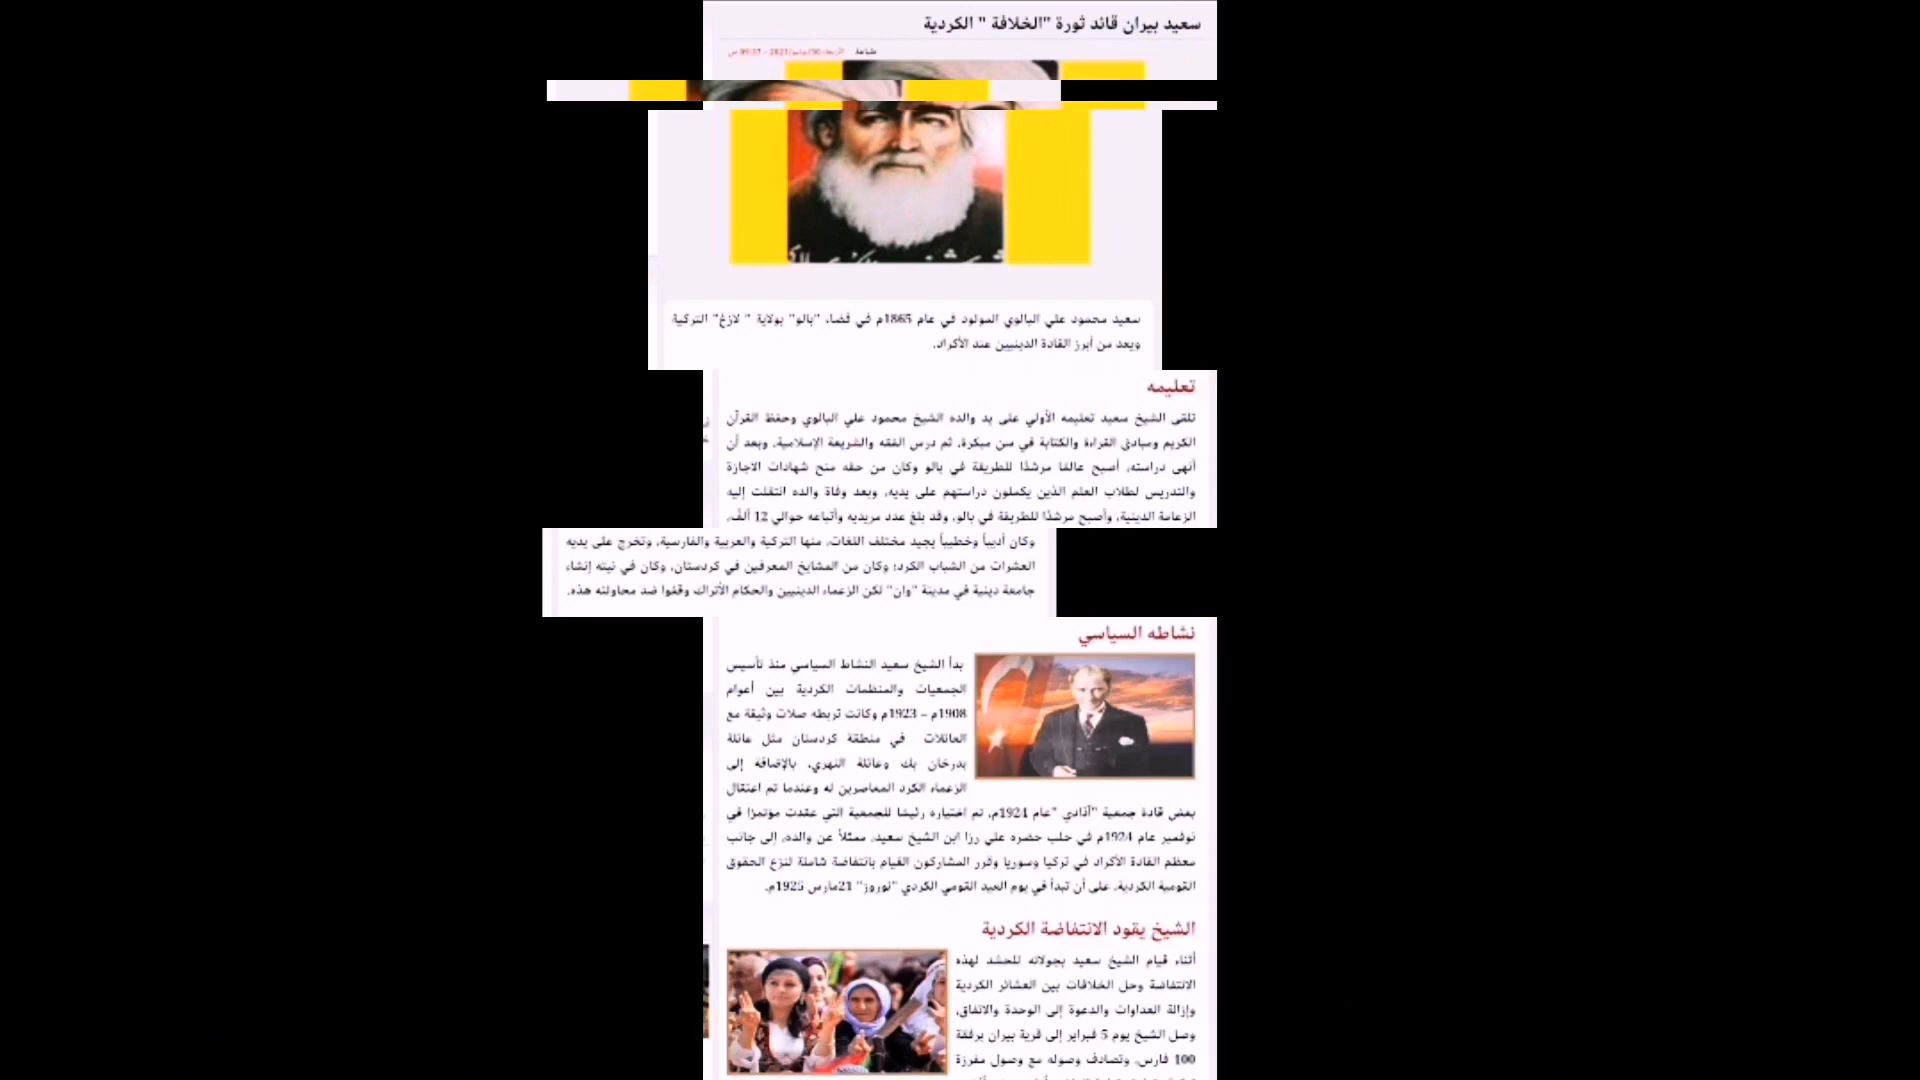 سعيد بيران قائد ثورة "الخلافة " الكردية
طباعة
سعيد محمود علي البالوي المولود في عام 1865م في قضاء "بالو" بولاية " لازغ" التركية
ويعد من أبرز القادة الدينيين عند الأكراد.
تعليمه
تلقى الشيخ سعيد تعليمه الأولي على يد والده الشيخ محمود علي البالوي وحفظ القرآن
الكريم ومبادئ القراءة والكتابة في سن مبكرة، ثم درس الفقه والشريعة الإسلامية. وبعد أن
أنهى دراسته، أصبح عالمًا مرشدًا للطريقة في بالو وكان من حقه منح شهادات الاجازة
والتدريس لطلاب العلم الذين يكملون دراستهم على يديه، وبعد وفاة والده انتقلت إليه
الزعامة الدينية، وأصبح مرشدًا للطريقة في بالو، وقد بلغ عدد مريديه وأتباعه حوالي 12 ألف،
وكان أديباً وخطيباً يجيد مختلف اللغات، منها التركية والعربية والفارسية، وتخرج على يديه
العشرات من الشباب الكرد؛ وكان من المشايخ المعرفين في كردستان، وكان في نيته إنشاء
جامعة دينية في مدينة "وان" لكن الزعماء الدينيين والحكام الأتراك وقفوا ضد محاولته هذه.
نشاطه السياسي
بدأ الشيخ سعيد النشاط السياسي منذ تأسيس
الجمعيات والمنظمات الكردية بين أعوام
1908م – 1923م وكانت تربطه صلات وثيقة مع
العائلات في منطقة كردستان مثل عائلة
بدرخان بك وعائلة النهري، بالإضافة إلى
الزعماء الكرد المعاصرين له وعندما تم اعتقال
بعض قادة جمعية "آذادي "عام 1924م، تم اختياره رئيسًا للجمعية التي عقدت مؤتمرًا في
نوفمبر عام 1924م في حلب حضره علي رزا ابن الشيخ سعيد، ممثلاً عن والده، إلى جانب
معظم القادة الأكراد في تركيا وسوريا وقرر المشاركون القيام بانتفاضة شاملة لنزع الحقوق
القومية الكردية، على أن تبدأ في يوم العيد القومي الكردي "نوروز" 21مارس 1925م.
الشيخ يقود الانتفاضة الكردية
أثناء قيام الشيخ سعيد بجولاته للحشد لهذه
الانتفاضة وحل الخلافات بين العشائر الكردية
وإزالة العداوات والدعوة إلى الوحدة والاتفاق،
وصل الشيخ يوم 5 فبراير إلى قرية بيران برفقة
100 فارس، وتصادف وصوله مع وصول مفرزة